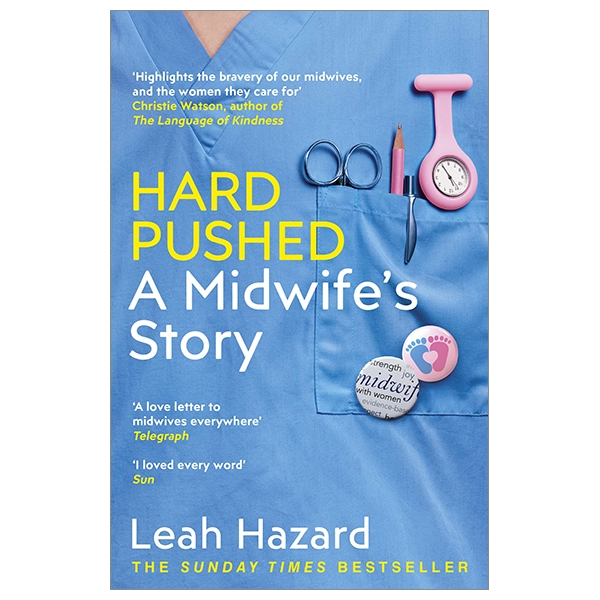 'Highlights the bravery of our midwives,
and the women they care for'
Christie Watson, author of
The Language of Kindness
HARD
PUSHED
A Midwife's
Story
strength
joy
midwif
with women
evidence-bas
'A love letter to
midwives everywhere'
Telegraph
'I loved every word'
Sun
Leah Hazard
THE SUNDAY TIMES BESTSELLER